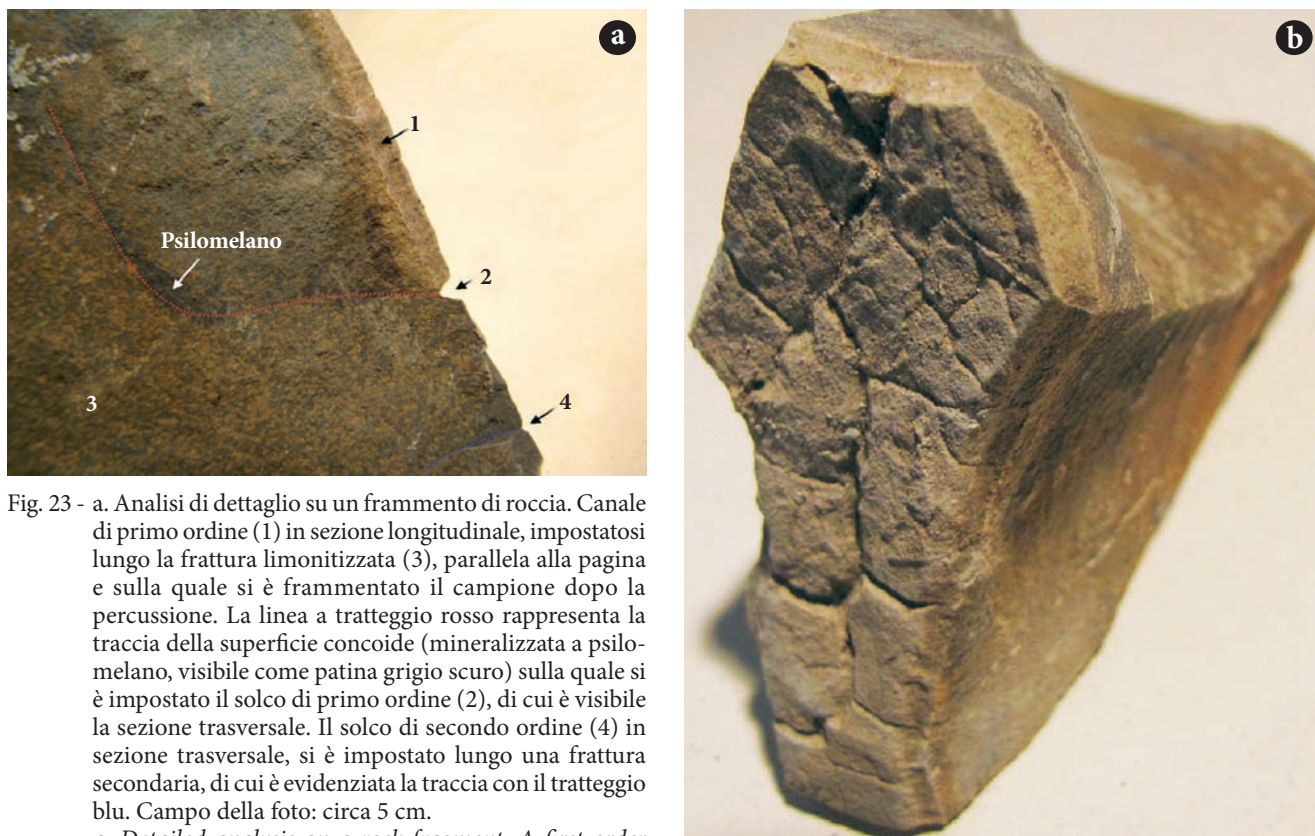 a
b
1
Psilomelano
2
3
4
Fig. 23 - a. Analisi di dettaglio su un frammento di roccia. Canale
di primo ordine (1) in sezione longitudinale, impostatosi
lungo la frattura limonitizzata (3), parallela alla pagina
e sulla quale si è frammentato il campione dopo la
percussione. La linea a tratteggio rosso rappresenta la
traccia della superficie concoide (mineralizzata a psilo-
melano, visibile come patina grigio scuro) sulla quale si
è impostato il solco di primo ordine (2), di cui è visibile
la sezione trasversale. Il solco di secondo ordine (4) in
sezione trasversale, si è impostato lungo una frattura
secondaria, di cui è evidenziata la traccia con il tratteggio
blu. Campo della foto: circa 5 cm.